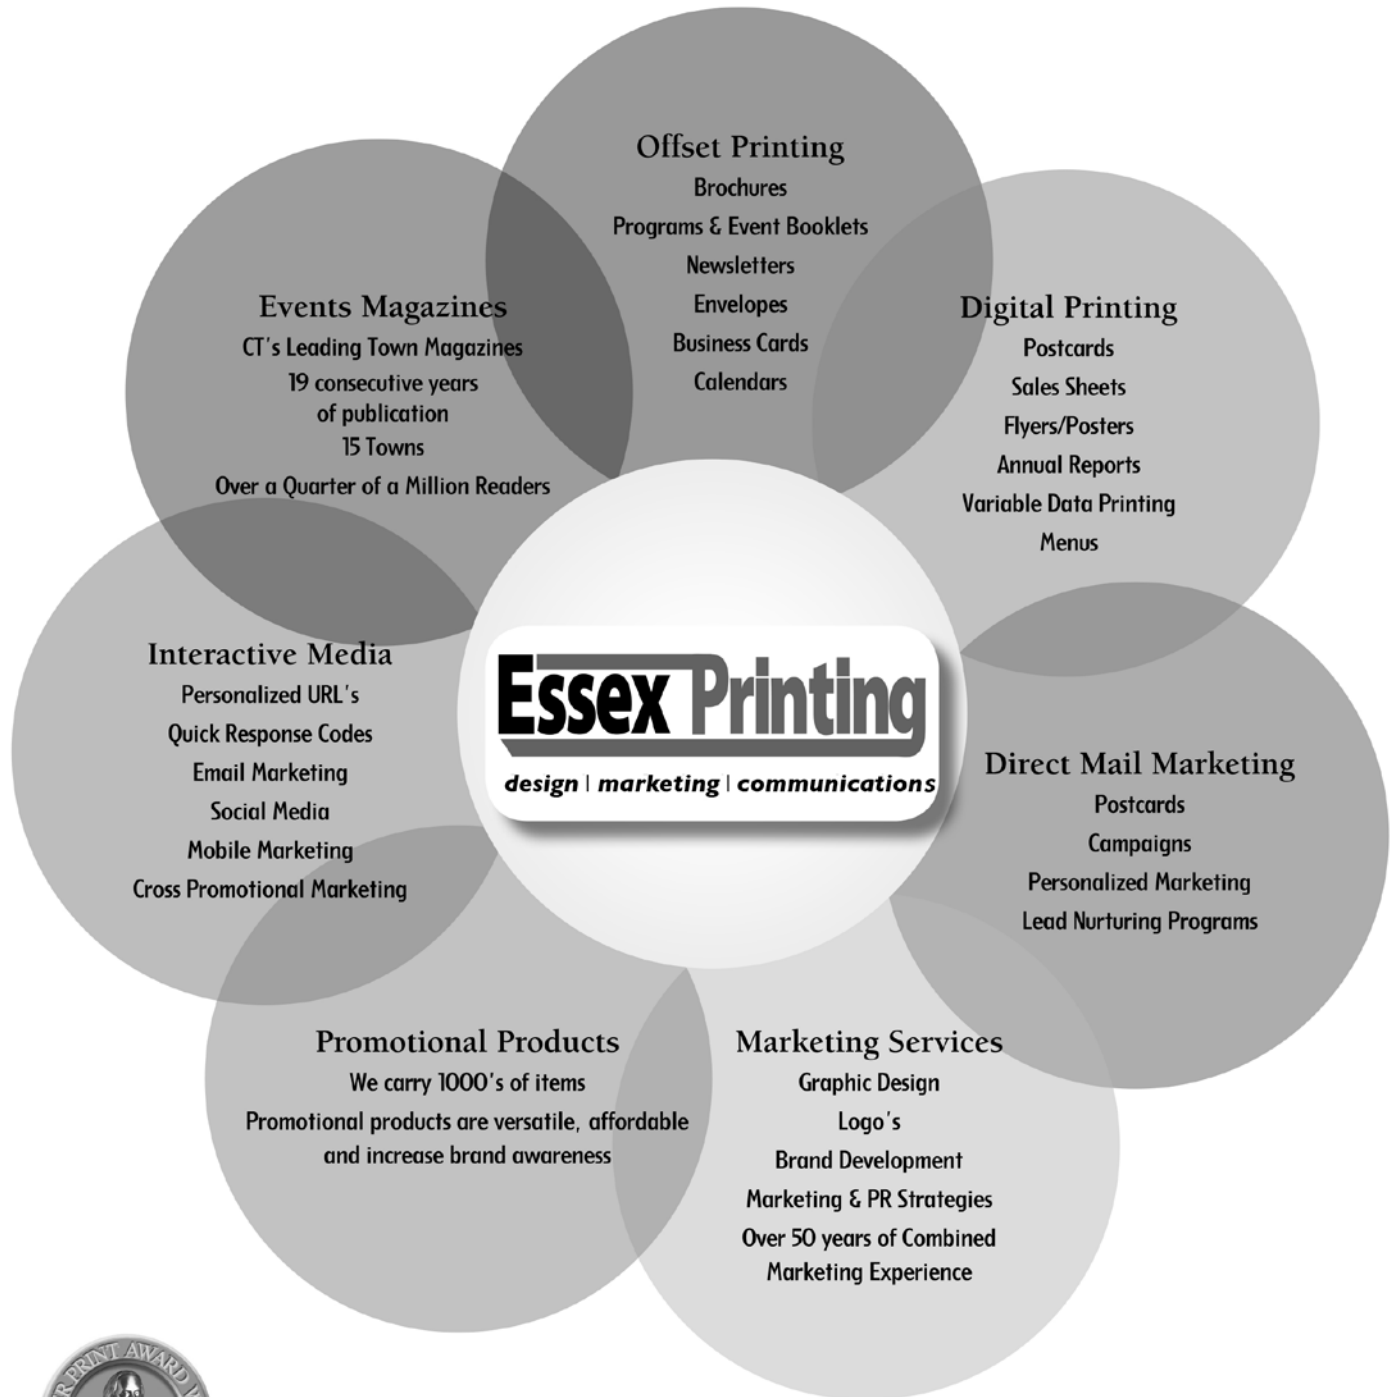 Offset Printing
Brochures
Programs & Event Booklets
Newsletters
Envelopes
Business Cards
Calendars
Events Magazines
CT's Leading Town Magazines
19 consecutive years
of publication
15 Towns
Over a Quarter of a Million Readers
Digital Printing
Postcards
Sales Sheets
Flyers/Posters
Annual Reports
Variable Data Printing
Menus
Interactive Media
Personalized URL's
Quick Response Codes
Email Marketing
Social Media
Mobile Marketing
Cross Promotional Marketing
Essex Printing
design | marketing | communications
Direct Mail Marketing
Postcards
Campaigns
Personalized Marketing
Lead Nurturing Programs
Promotional Products
We carry 1000's of items
Promotional products are versatile, affordable
and increase brand awareness
Marketing Services
Graphic Design
Logo's
Brand Development
Marketing & PR Strategies
Over 50 years of Combined
Marketing Experience
PRINT AWARD